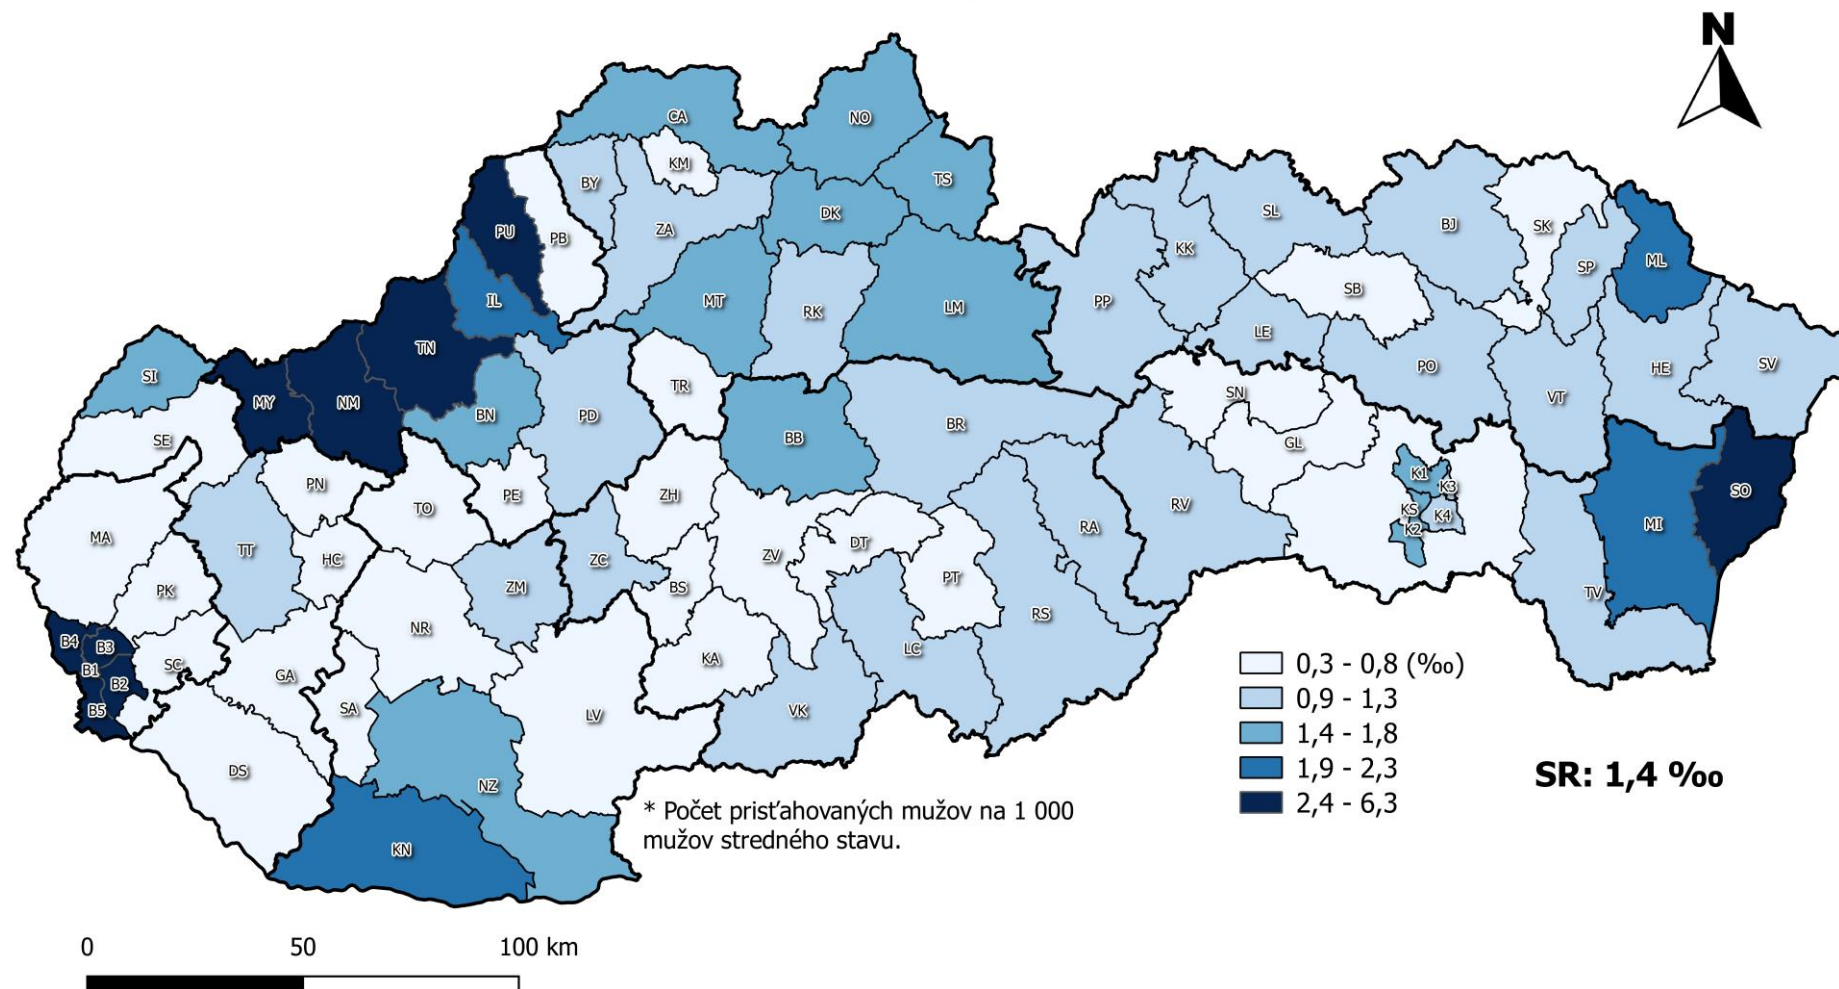 N
CA
NO
KM
BY
TS
PU
PB
ZA
DK
SL
BJ
SK
KK
SP
ML
IL
MT
RK
LM
PP
SB
TN
LE
SI
TR
PO
HE
SV
MY
NM
BN
PD
BR
SN
VT
SE
BB
GL
PN
TO
PE
ZH
K1
K3
SO
MA
TT
HC
ZC
ZV
DT
RA
RV
KS
K4
K2
MI
PK
ZM
BS
PT
TV
B4
B3
NR
RS
B1
B2
SC
GA
KA
LC
B5
SA
LV
VK
DS
NZ
KN
0,3 - 0,8 (‰)
0,9 - 1,3
1,4 - 1,8
1,9 - 2,3
2,4 - 6,3
SR: 1,4 ‰
* Počet prisťahovaných mužov na 1 000
mužov stredného stavu.
0 50 100 km